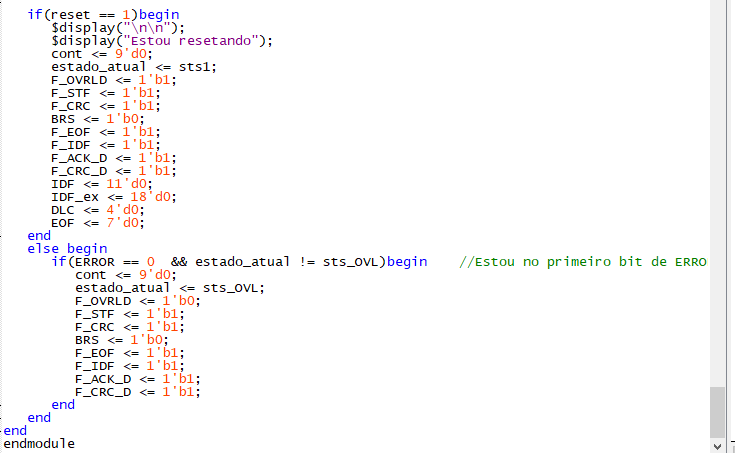 if(reset == 1)begin
$display("\n\n");
$display("Estou resetando");
cont <= 9'd0;
estado_atual <= sts1;
F_OVRLD <= 1'b1;
F_STF <= 1'b1;
F_CRC <= 1'b1;
BRS <= 1'b0;
F_EOF <= 1'b1;
F_IDF <= 1'b1;
F_ACK_D <= 1'b1;
F_CRC_D <= 1'b1;
IDF <= 11'd0;
IDF_ex <= 18'd0;
DLC <= 4'd0;
EOF <= 7'd0;
end
else begin
if(ERROR == 0  && estado_atual != sts_OVL)begin    //Estou no primeiro bit de ERRO
cont <= 9'd0;
estado_atual <= sts_OVL;
F_OVRLD <= 1'b0;
F_STF <= 1'b1;
F_CRC <= 1'b1;
BRS <= 1'b0;
F_EOF <= 1'b1;
F_IDF <= 1'b1;
F_ACK_D <= 1'b1;
F_CRC_D <= 1'b1;
end
end
end
endmodule